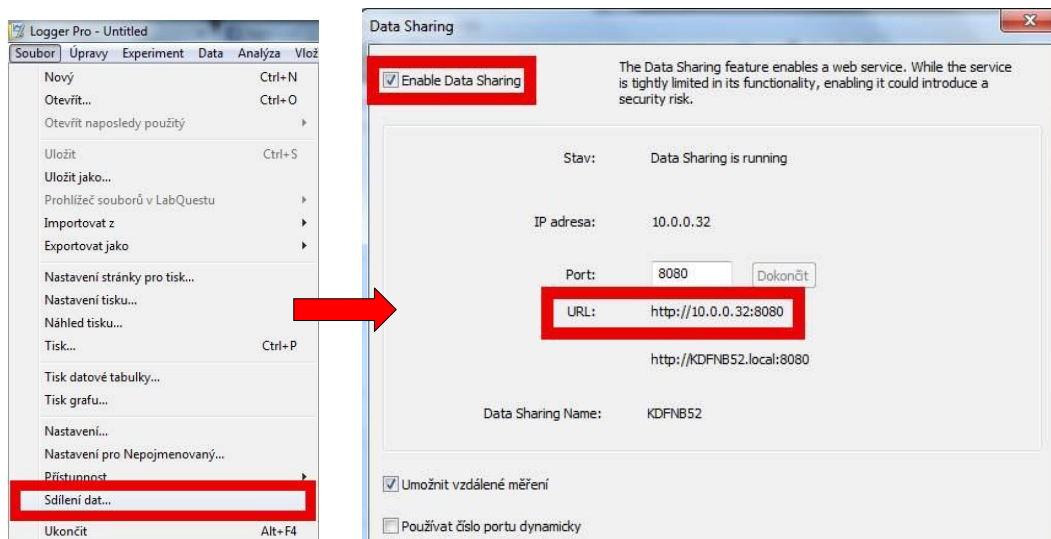 Logger Pro - Untitled
Soubor Úpravy Experiment Data Analýza Vlož
Nový Ctrl+N
Otevřít... Ctrl+O
Otevřít naposledy použitý
Uložit Ctrl+S
Uložit jako...
Prohlížeč souborů v LabQuestu
Importovat z
Exportovat jako
Nastavení stránky pro tisk...
Nastavení tisku...
Náhled tisku...
Tisk... Ctrl+P
Tisk datové tabulky...
Tisk grafu...
Nastavení...
Nastavení pro Nepojmenovaný...
Přístupnost
Sdílení dat...
Ukončit Alt+F4
Data Sharing
Enable Data Sharing
The Data Sharing feature enables a web service. While the service
is tightly limited in its functionality, enabling it could introduce a
security risk.
Stav: Data Sharing is running
IP adresa: 10.0.0.32
Port: 8080 Dokončit
URL: http://10.0.0.32:8080
http://KDFNB52.local:8080
Data Sharing Name: KDFNB52
Umožnit vzdálené měření
Používat číslo portu dynamicky